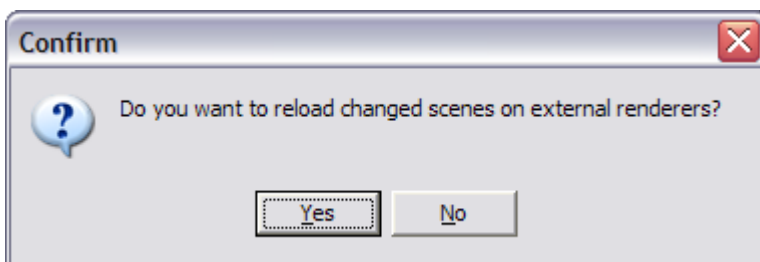 Confirm
Do you want to reload changed scenes on external renderers?
Yes No